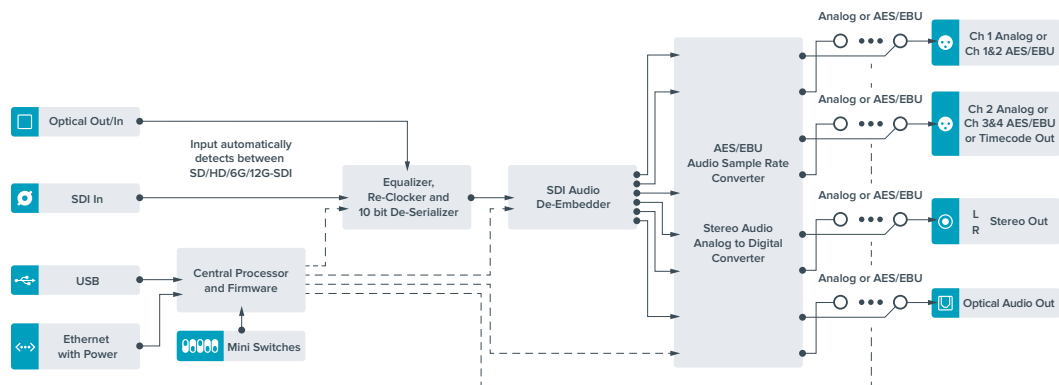 Optical Out/In
SDI In
USB
Ethernet
with Power
Input automatically
detects between
SD/HD/6G/12G-SDI
Central Processor
and Firmware
Mini Switches
Equalizer,
Re-Clocker and
10 bit De-Serializer
SDI Audio
De-Embedder
AES/EBU
Audio Sample Rate
Converter
Stereo Audio
Analog to Digital
Converter
Analog or AES/EBU
Ch 1 Analog or
Ch 1&2 AES/EBU
Analog or AES/EBU
Ch 2 Analog or
Ch 3&4 AES/EBU
or Timecode Out
Analog or AES/EBU
L
R
Stereo Out
Analog or AES/EBU
Optical Audio Out